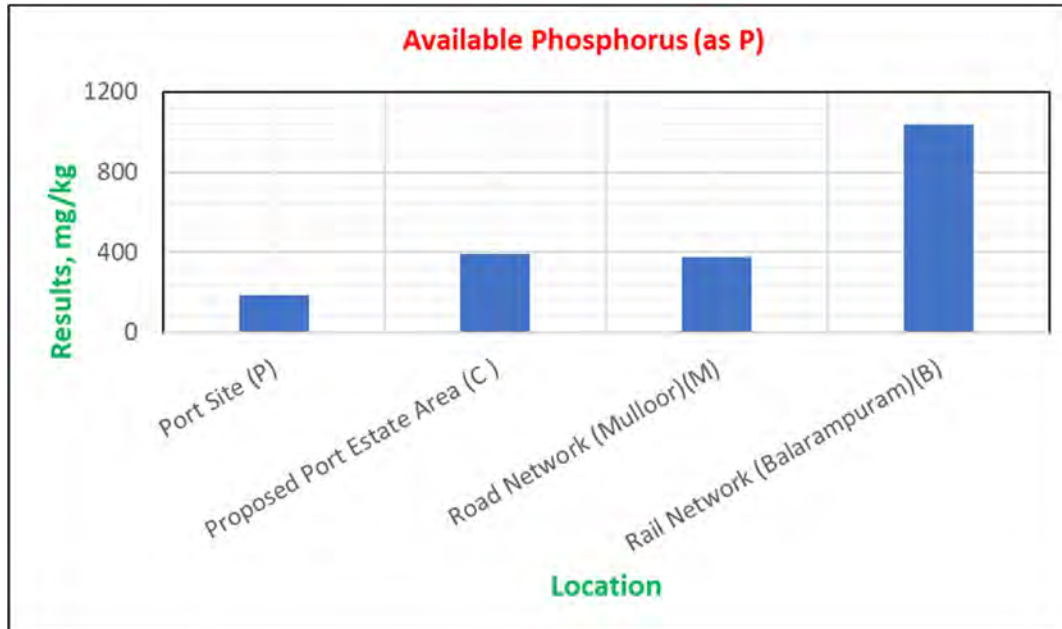 Available Phosphorus (as P)
Results, mg/kg
1200
800
400
0
Port Site (P)
Proposed Port Estate Area (C )
Road Network (Mulloor)(M)
Rail Network (Balarampuram)(B)
Location